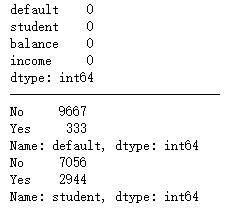 default    0
student    0
balance    0
income     0
dtype: int64
No     9667
Yes     333
Name: default, dtype: int64
No     7056
Yes    2944
Name: student, dtype: int64